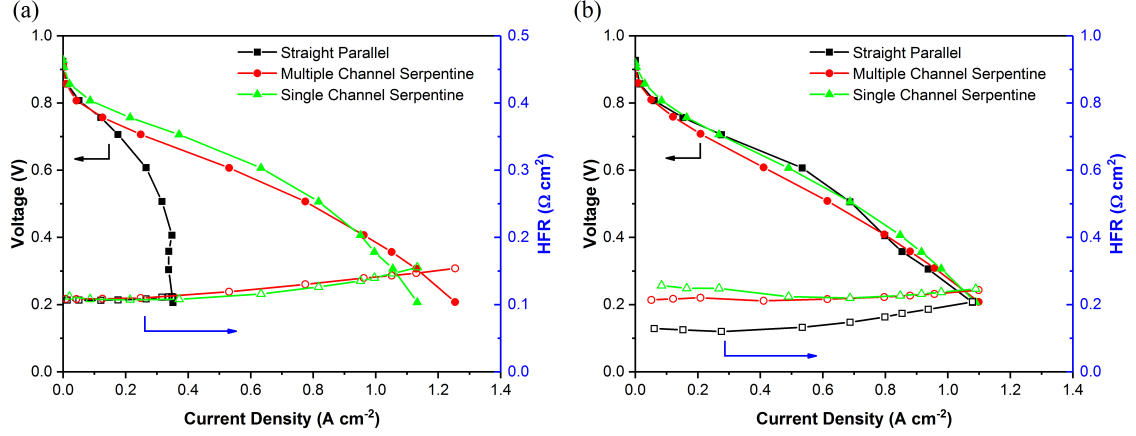 (a)
Straight Parallel
Multiple Channel Serpentine
Single Channel Serpentine
1.0
0.8
0.6
0.4
0.2
0.0
Voltage (V)
0.5
0.4
0.3
0.2
0.1
0.0
HFR (Ω cm⁻²)
0.0 0.2 0.4 0.6 0.8 1.0 1.2 1.4
Current Density (A cm⁻²)
(b)
Straight Parallel
Multiple Channel Serpentine
Single Channel Serpentine
1.0
0.8
0.6
0.4
0.2
0.0
Voltage (V)
1.0
0.8
0.6
0.4
0.2
0.0
HFR (Ω cm⁻²)
0.0 0.2 0.4 0.6 0.8 1.0 1.2 1.4
Current Density (A cm⁻²)